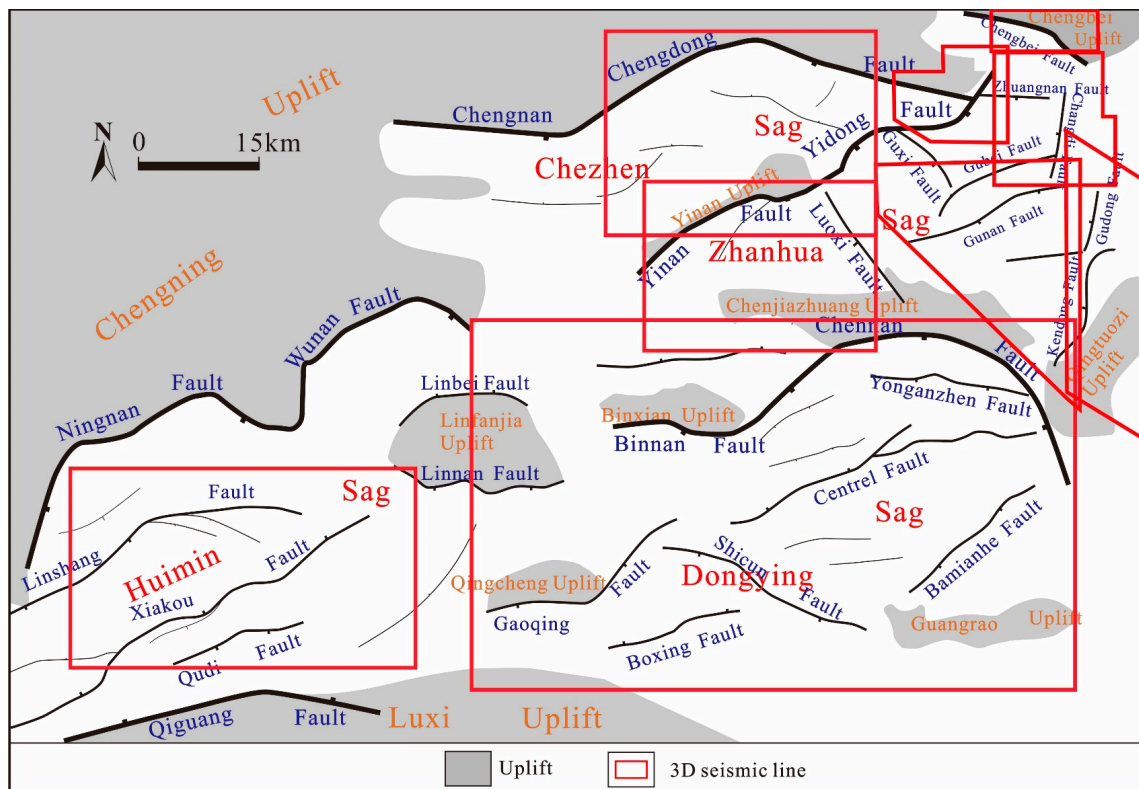 Chengbei
Uplift
Chengbei Fault
Chengdong
Fault
Zhuangnan Fault
Uplift
N
0
15km
Chengnan
Sag
Yidong
Fault
Guxi Fault
Gubei Fault
Chezhen
Yinan Uplift
Fault
Yinan
Luoxi Fault
Sag
Gunan Fault
Gudong Fault
Zhanhua
Kendong Fault
Chengning
Chenjiazhuang Uplift
Chennan
Fault
Wunan Fault
Uplift
Ningnan
Fault
Linbei Fault
Linfanjia
Uplift
Linnan Fault
Binxian Uplift
Binnan
Fault
Yonganzhen Fault
Centrel Fault
Sag
Fault
Sag
Linshang
Huimin
Fault
Xiakou
Qudi
Fault
Qingcheng Uplift
Fault
Gaoqing
Shicun
Dongying
Fault
Bamianhe Fault
Boxing Fault
Guangrao
Uplift
Qiguang
Fault
Luxi
Uplift
Uplift
3D seismic line